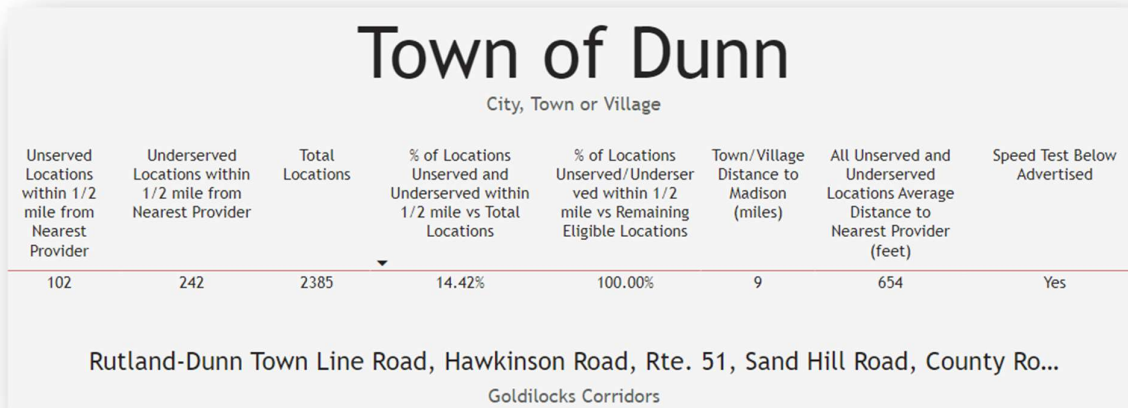 Town of Dunn
City, Town or Village
Unserved
Locations
within 1/2
mile from
Nearest
Provider
Underserved
Locations within
1/2 mile from
Nearest Provider
Total
Locations
% of Locations
Unserved and
Underserved within
1/2 mile vs Total
Locations
% of Locations
Unserved/Underser
ved within 1/2
mile vs Remaining
Eligible Locations
Town/Village
Distance to
Madison
(miles)
All Unserved and
Underserved
Locations Average
Distance to
Nearest Provider
(feet)
Speed Test Below
Advertised
102 242 2385 14.42% 100.00% 9 654 Yes
Rutland-Dunn Town Line Road, Hawkinson Road, Rte. 51, Sand Hill Road, County Ro...
Goldilocks Corridors